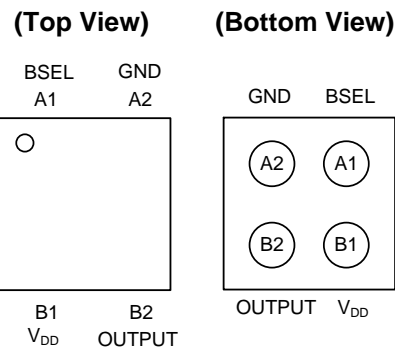 (Top View) (Bottom View)
BSEL GND
A1 A2
GND BSEL
A2 A1
B2 B1
OUTPUT VDD
B1 B2
VDD OUTPUT